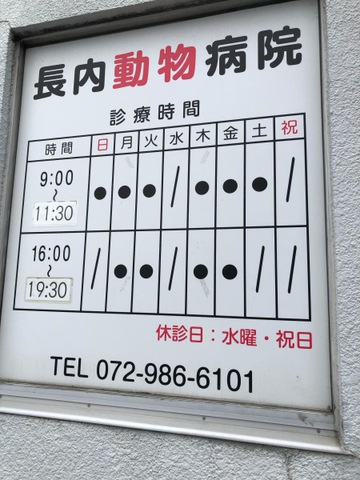 長内動物病院
診療時間
時間 日 月 火 水 木 金 土 祝
9:00 ~ 11:30 ● ● ● / ● ● ● /
16:00 ~ 19:30 / ● ● / ● ● / /
休診日:水曜・祝日
TEL 072-986-6101